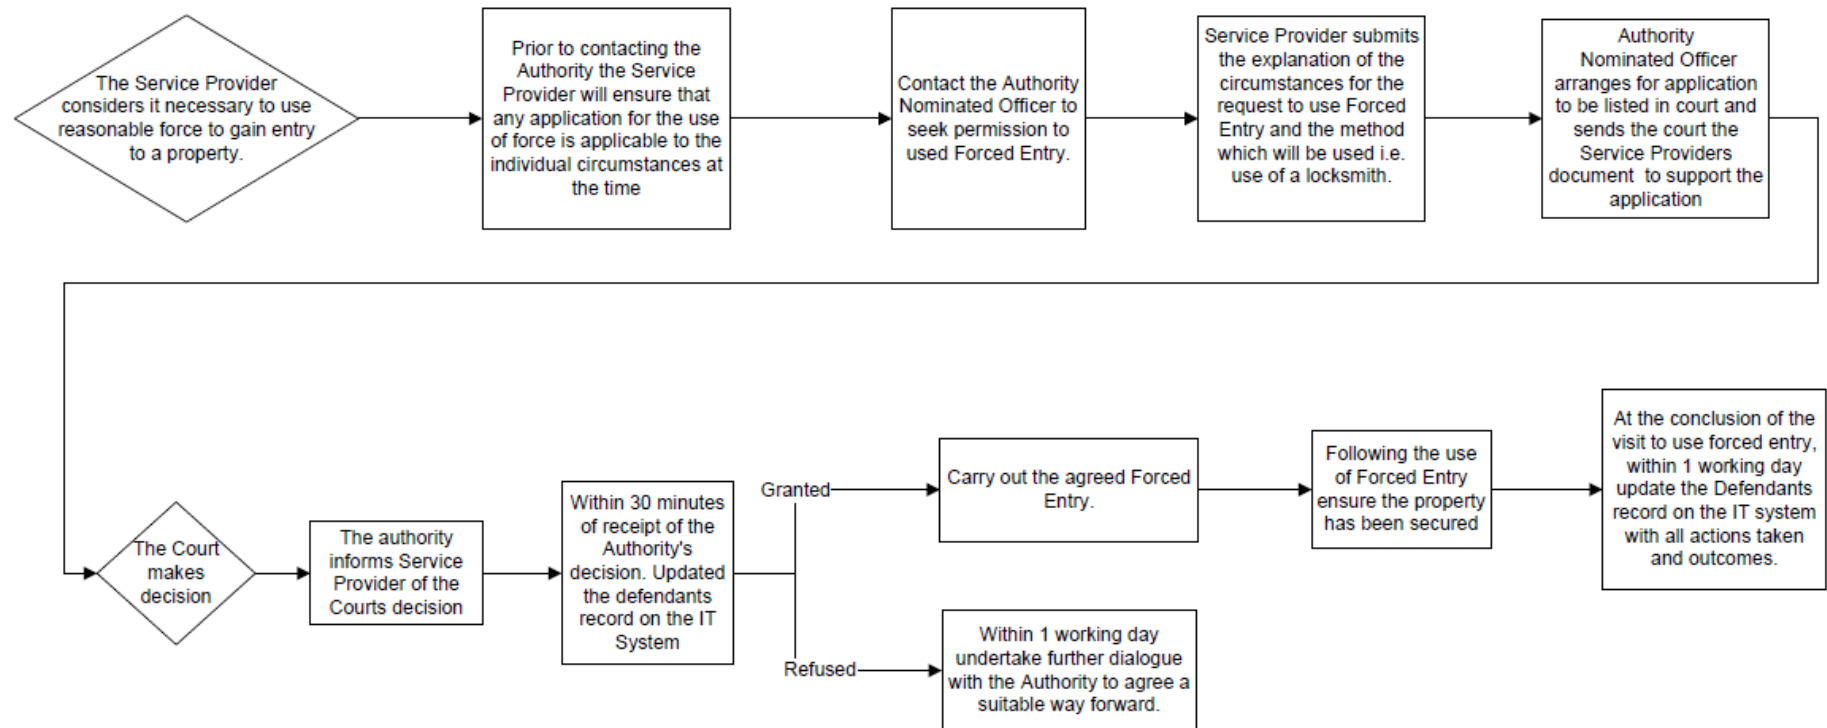 The Service Provider
considers it necessary to use
reasonable force to gain entry
to a property.
Prior to contacting the
Authority the Service
Provider will ensure that
any application for the use
of force is applicable to the
individual circumstances at
the time
Contact the Authority
Nominated Officer to
seek permission to
used Forced Entry.
Service Provider submits
the explanation of the
circumstances for the
request to use Forced
Entry and the method
which will be used i.e.
use of a locksmith.
Authority
Nominated Officer
arranges for application
to be listed in court and
sends the court the
Service Providers
document to support the
application
The Court
makes
decision
The authority
informs Service
Provider of the
Courts decision
Within 30 minutes
of receipt of the
Authority's
decision. Updated
the defendants
record on the IT
System
Granted
Carry out the agreed Forced
Entry.
Following the use
of Forced Entry
ensure the property
has been secured
At the conclusion of the
visit to use forced entry,
within 1 working day
update the Defendants
record on the IT system
with all actions taken
and outcomes.
Refused
Within 1 working day
undertake further dialogue
with the Authority to agree a
suitable way forward.